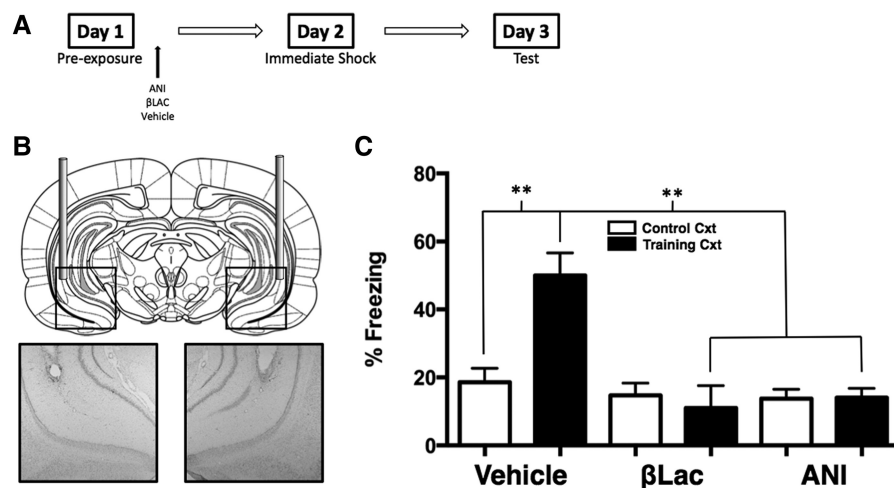 A
Day 1
Day 2
Day 3
Pre-exposure
Immediate Shock
Test
ANI
βLAC
Vehicle
B
C
80
60
40
20
0
% Freezing
**
**
Control Cxt
Training Cxt
Vehicle
βLac
ANI